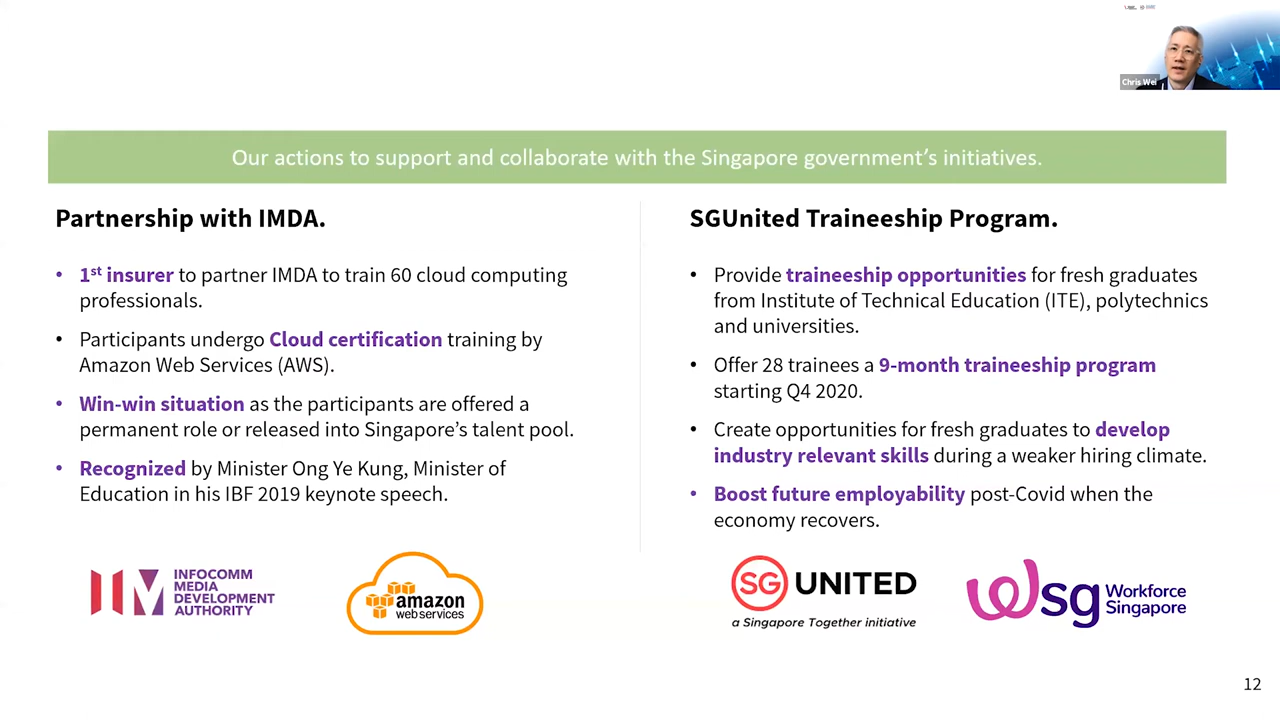 Chris Wei
Our actions to support and collaborate with the Singapore government's initiatives.
Partnership with IMDA.
• 1st insurer to partner IMDA to train 60 cloud computing
professionals.
• Participants undergo Cloud certification training by
Amazon Web Services (AWS).
• Win-win situation as the participants are offered a
permanent role or released into Singapore's talent pool.
• Recognized by Minister Ong Ye Kung, Minister of
Education in his IBF 2019 keynote speech.
INFOCOMM
MEDIA
DEVELOPMENT
AUTHORITY
amazon
web services
SGUnited Traineeship Program.
• Provide traineeship opportunities for fresh graduates
from Institute of Technical Education (ITE), polytechnics
and universities.
• Offer 28 trainees a 9-month traineeship program
starting Q4 2020.
• Create opportunities for fresh graduates to develop
industry relevant skills during a weaker hiring climate.
• Boost future employability post-Covid when the
economy recovers.
SG UNITED
a Singapore Together initiative
wsg Workforce
Singapore
12